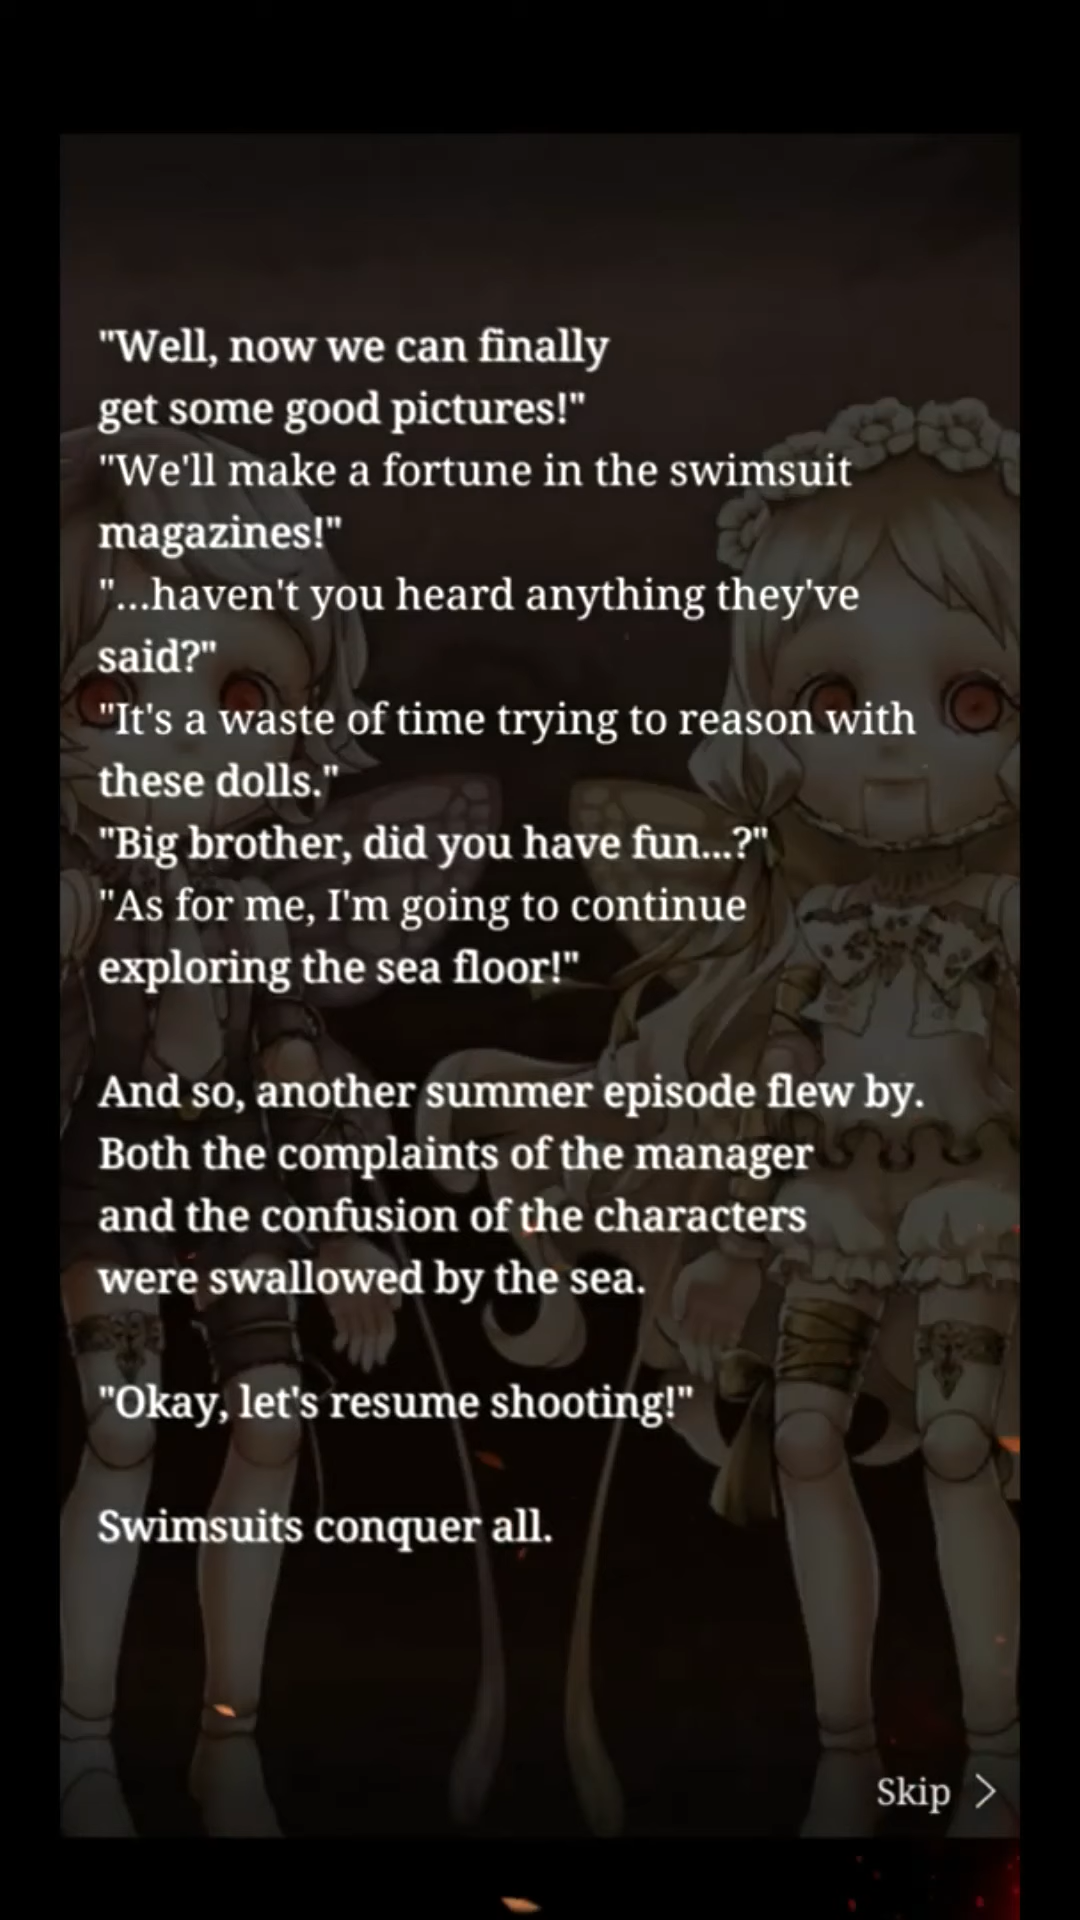 "Well, now we can finally
get some good pictures!"
"We'll make a fortune in the swimsuit
magazines!"
"...haven't you heard anything they've
said?"
"It's a waste of time trying to reason with
these dolls."
"Big brother, did you have fun...?"
"As for me, I'm going to continue
exploring the sea floor!"
And so, another summer episode flew by.
Both the complaints of the manager
and the confusion of the characters
were swallowed by the sea.
"Okay, let's resume shooting!"
Swimsuits conquer all.
Skip >